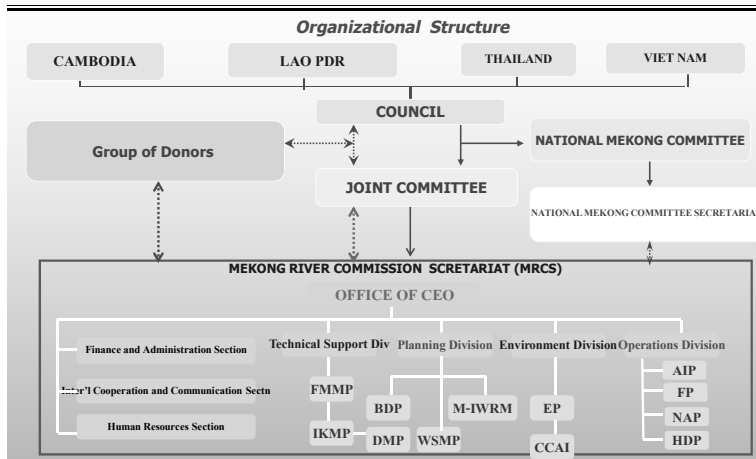 Organizational Structure
CAMBODIA
LAO PDR
THAILAND
VIET NAM
COUNCIL
Group of Donors
NATIONAL MEKONG COMMITTEE
JOINT COMMITTEE
NATIONAL MEKONG COMMITTEE SECRETARIA
MEKONG RIVER COMMISSION SCRETARIAT (MRCS)
OFFICE OF CEO
Finance and Administration Section
Inter'l Cooperation and Communication Sectn
Human Resources Section
Technical Support Div
FMMP
IKMP
Planning Division
BDP
M-IWRM
DMP
WSMP
Environment Division
EP
CCAI
Operations Division
AIP
FP
NAP
HDP